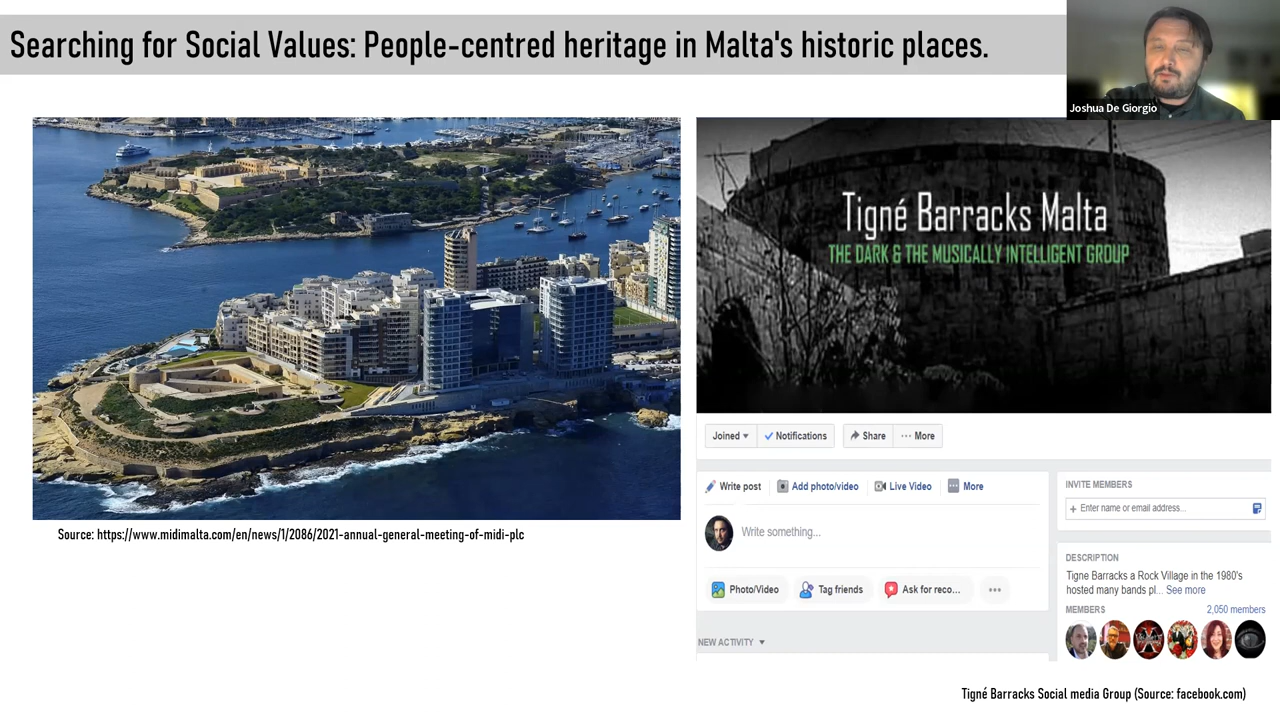 Searching for Social Values: People-centred heritage in Malta's historic places.
Joshua De Giorgio
Tigné Barracks Malta
THE DARK & THE MUSICALLY INTELLIGENT GROUP
Joined
Notifications
Share
More
Write post
Add photo/video
Live Video
More
Write something...
Photo/Video
Tag friends
Ask for reco...
NEW ACTIVITY
INVITE MEMBERS
+ Enter name or email address...
DESCRIPTION
Tigne Barracks a Rock Village in the 1980's
hosted many bands pl... See more
MEMBERS
2,050 members
Source: https://www.midimalta.com/en/news/1/2086/2021-annual-general-meeting-of-midi-plc
Tigné Barracks Social media Group (Source: facebook.com)